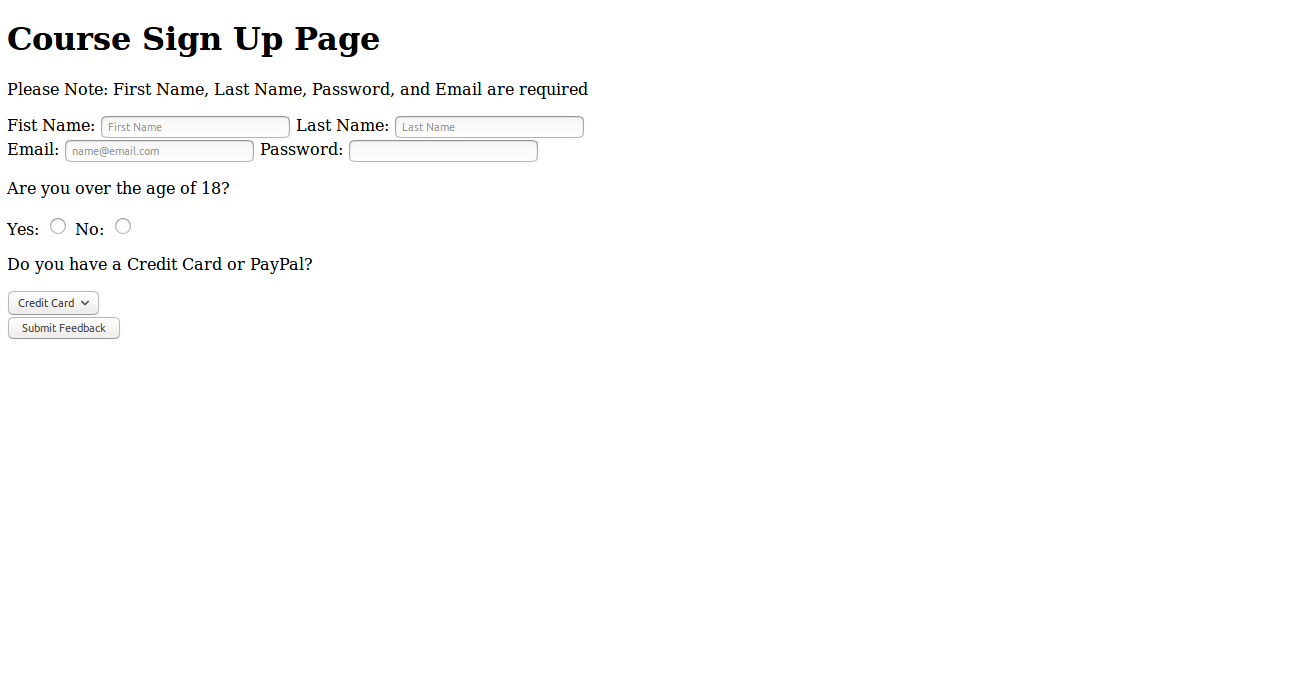 Course Sign Up Page
Please Note: First Name, Last Name, Password, and Email are required
Fist Name: First Name Last Name: Last Name
Email: name@email.com Password:
Are you over the age of 18?
Yes: No:
Do you have a Credit Card or PayPal?
Credit Card
Submit Feedback